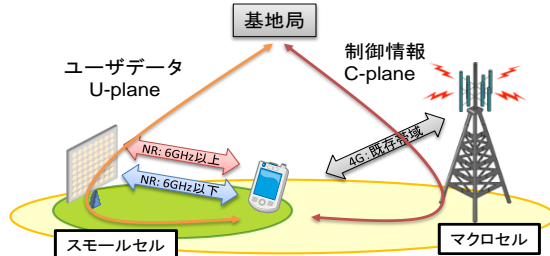 基地局
ユーザデータ
U-plane
制御情報
C-plane
NR: 6GHz以上
NR: 6GHz以下
4G: 既存帯域
スモールセル
マクロセル